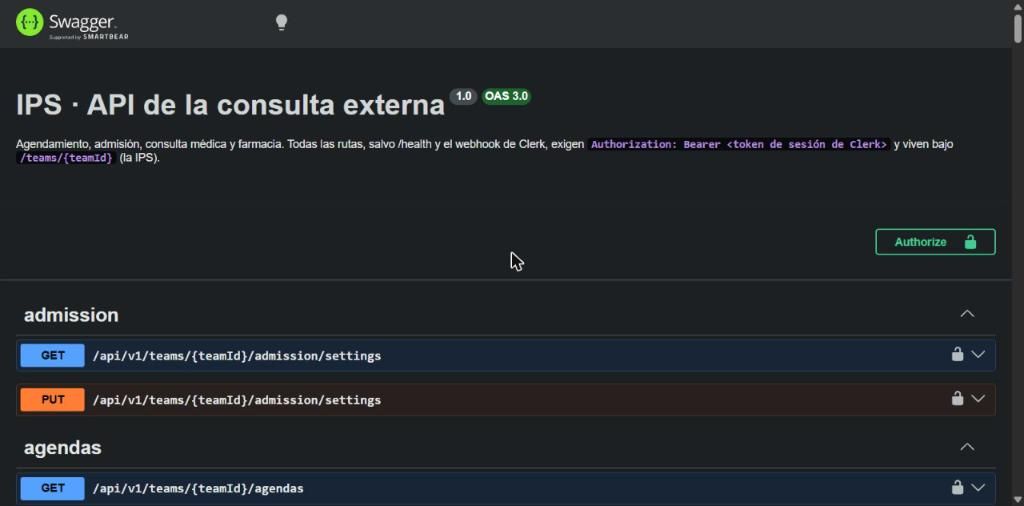 Swagger.
Supported by SMARTBEAR
IPS · API de la consulta externa 1.0 OAS 3.0
Agendamiento, admisión, consulta médica y farmacia. Todas las rutas, salvo /health y el webhook de Clerk, exigen Authorization: Bearer <token de sesión de Clerk> y viven bajo
/teams/{teamId} (la IPS).
Authorize
admission
GET /api/v1/teams/{teamId}/admission/settings
PUT /api/v1/teams/{teamId}/admission/settings
agendas
GET /api/v1/teams/{teamId}/agendas